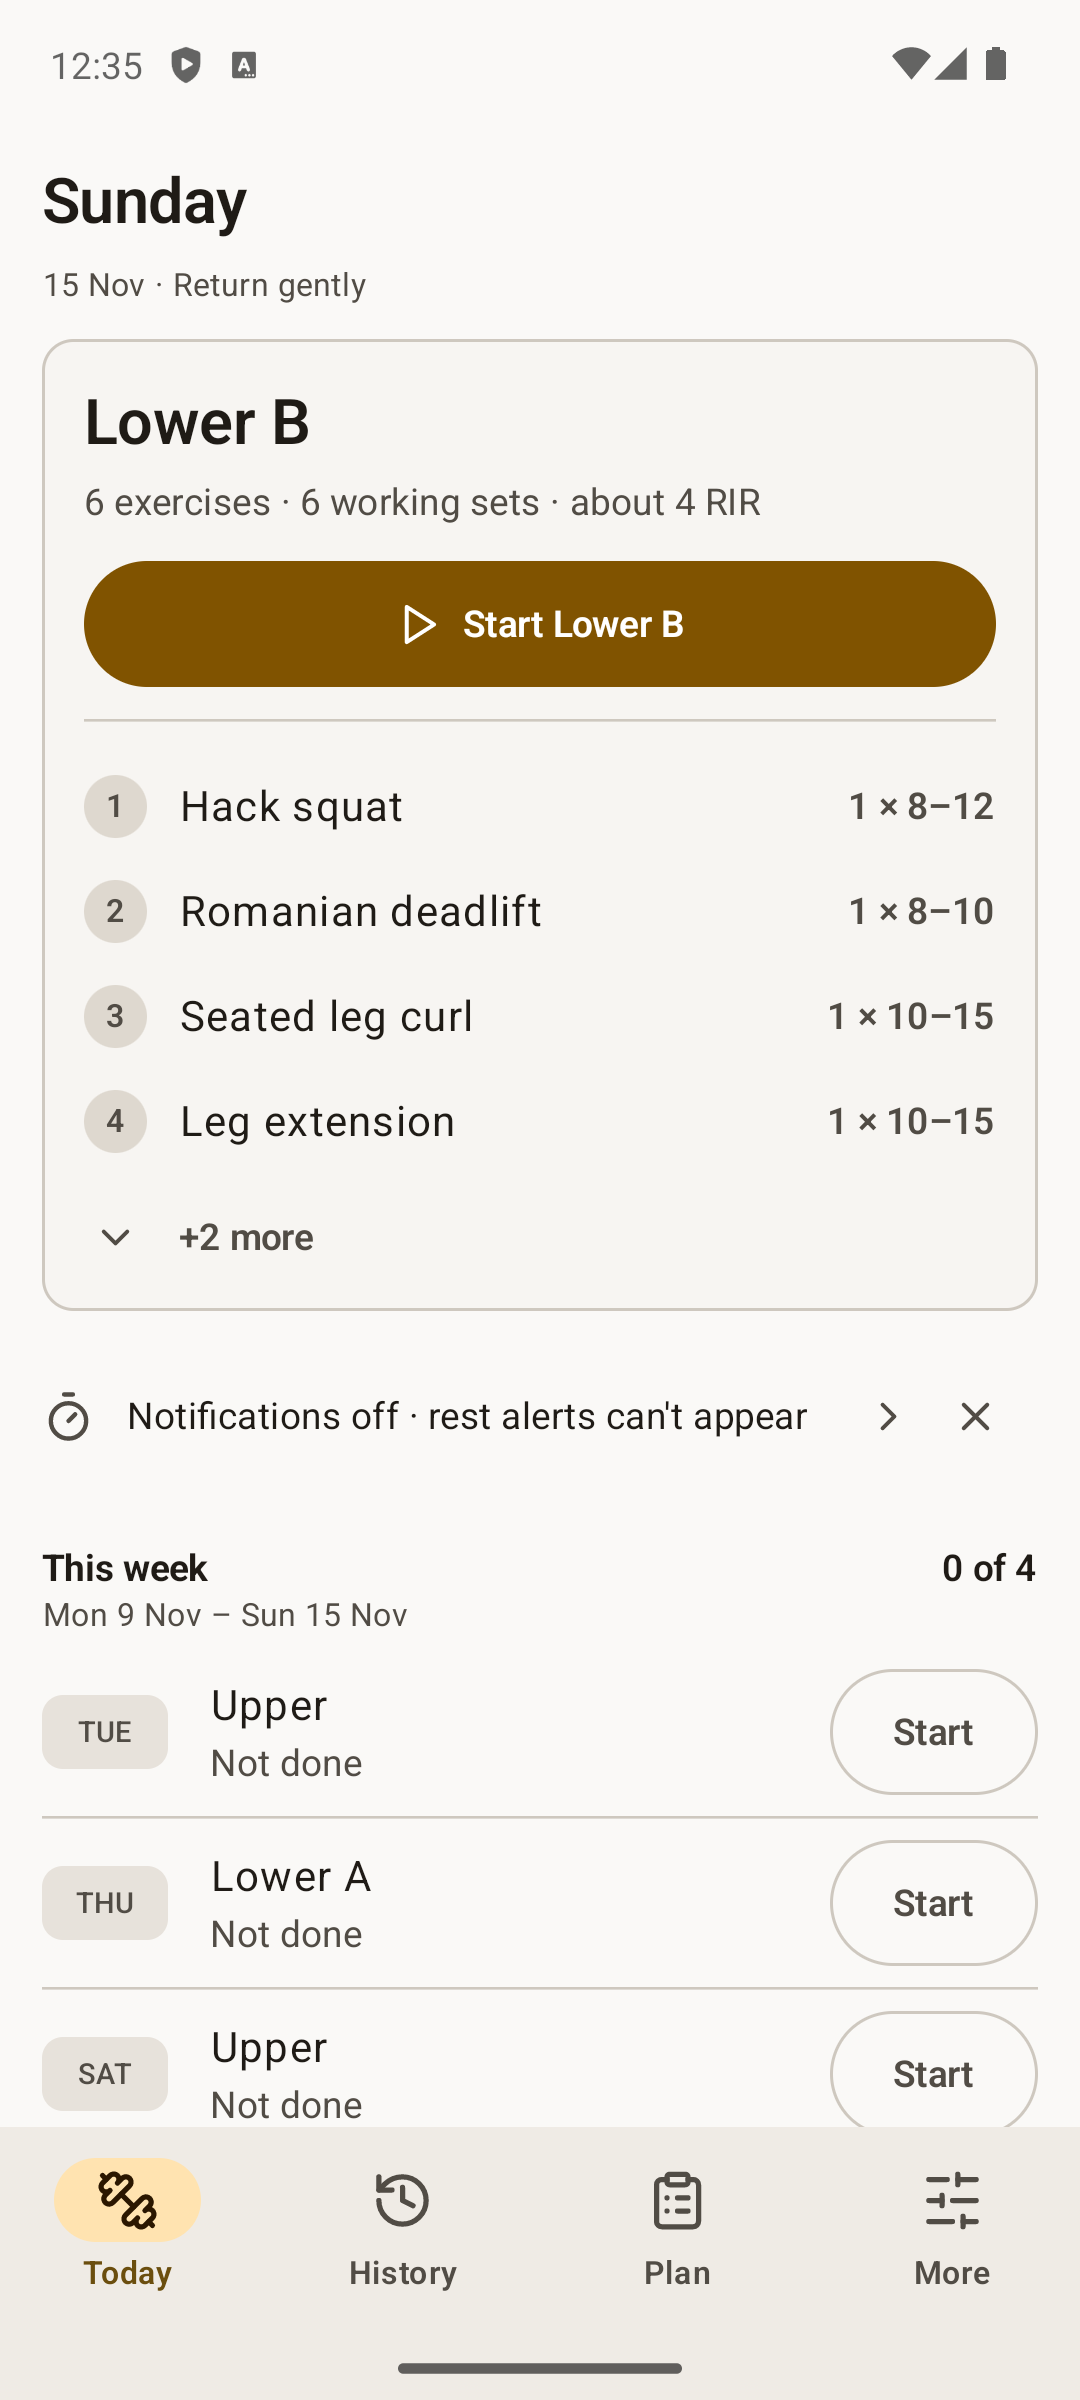 12:35
Sunday
15 Nov · Return gently
Lower B
6 exercises · 6 working sets · about 4 RIR
Start Lower B
1 Hack squat 1 × 8–12
2 Romanian deadlift 1 × 8–10
3 Seated leg curl 1 × 10–15
4 Leg extension 1 × 10–15
+2 more
Notifications off · rest alerts can't appear
This week 0 of 4
Mon 9 Nov – Sun 15 Nov
TUE Upper Start
Not done
THU Lower A Start
Not done
SAT Upper Start
Not done
Today History Plan More